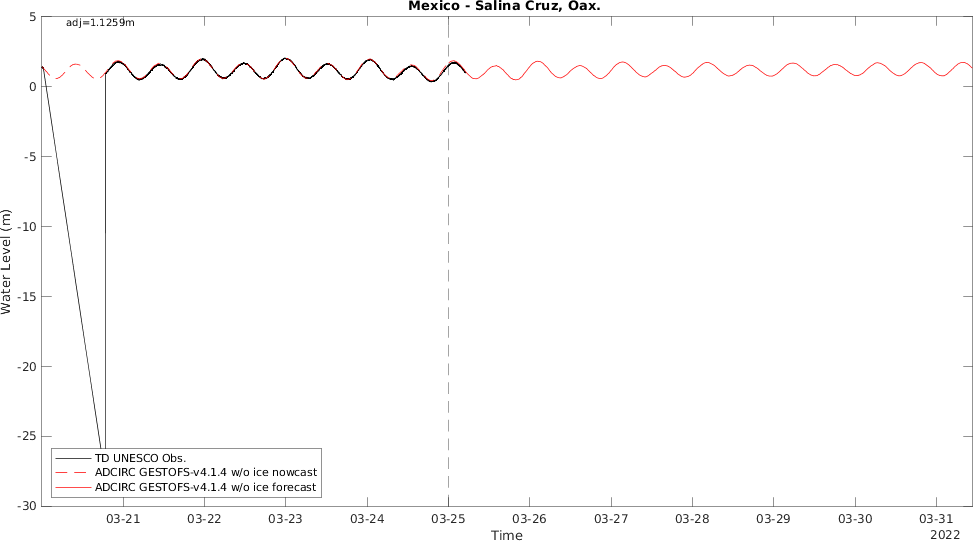 Mexico - Salina Cruz, Oax.
adj=1.1259m
5
0
-5
-10
-15
-20
-25
-30
Water Level (m)
TD UNESCO Obs.
ADCIRC GESTOFS-v4.1.4 w/o ice nowcast
ADCIRC GESTOFS-v4.1.4 w/o ice forecast
03-21 03-22 03-23 03-24 03-25 03-26 03-27 03-28 03-29 03-30 03-31
Time
2022